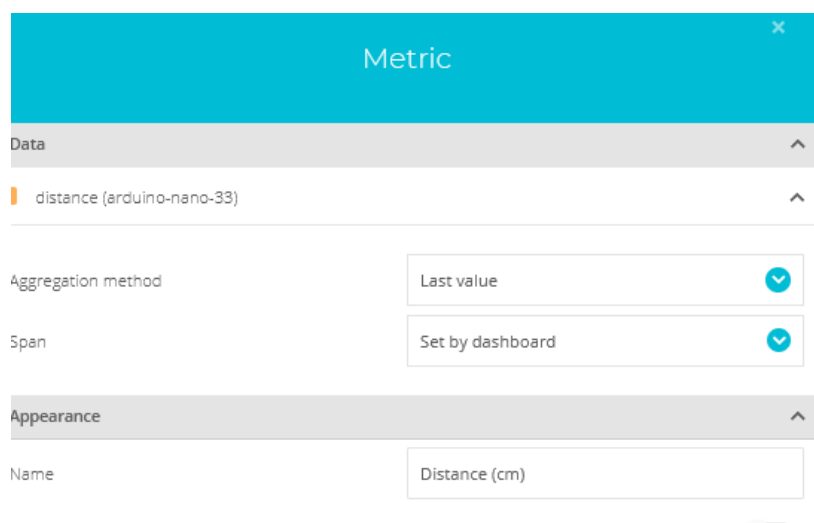 Metric
Data
distance (arduino-nano-33)
Aggregation method Last value
Span Set by dashboard
Appearance
Name Distance (cm)